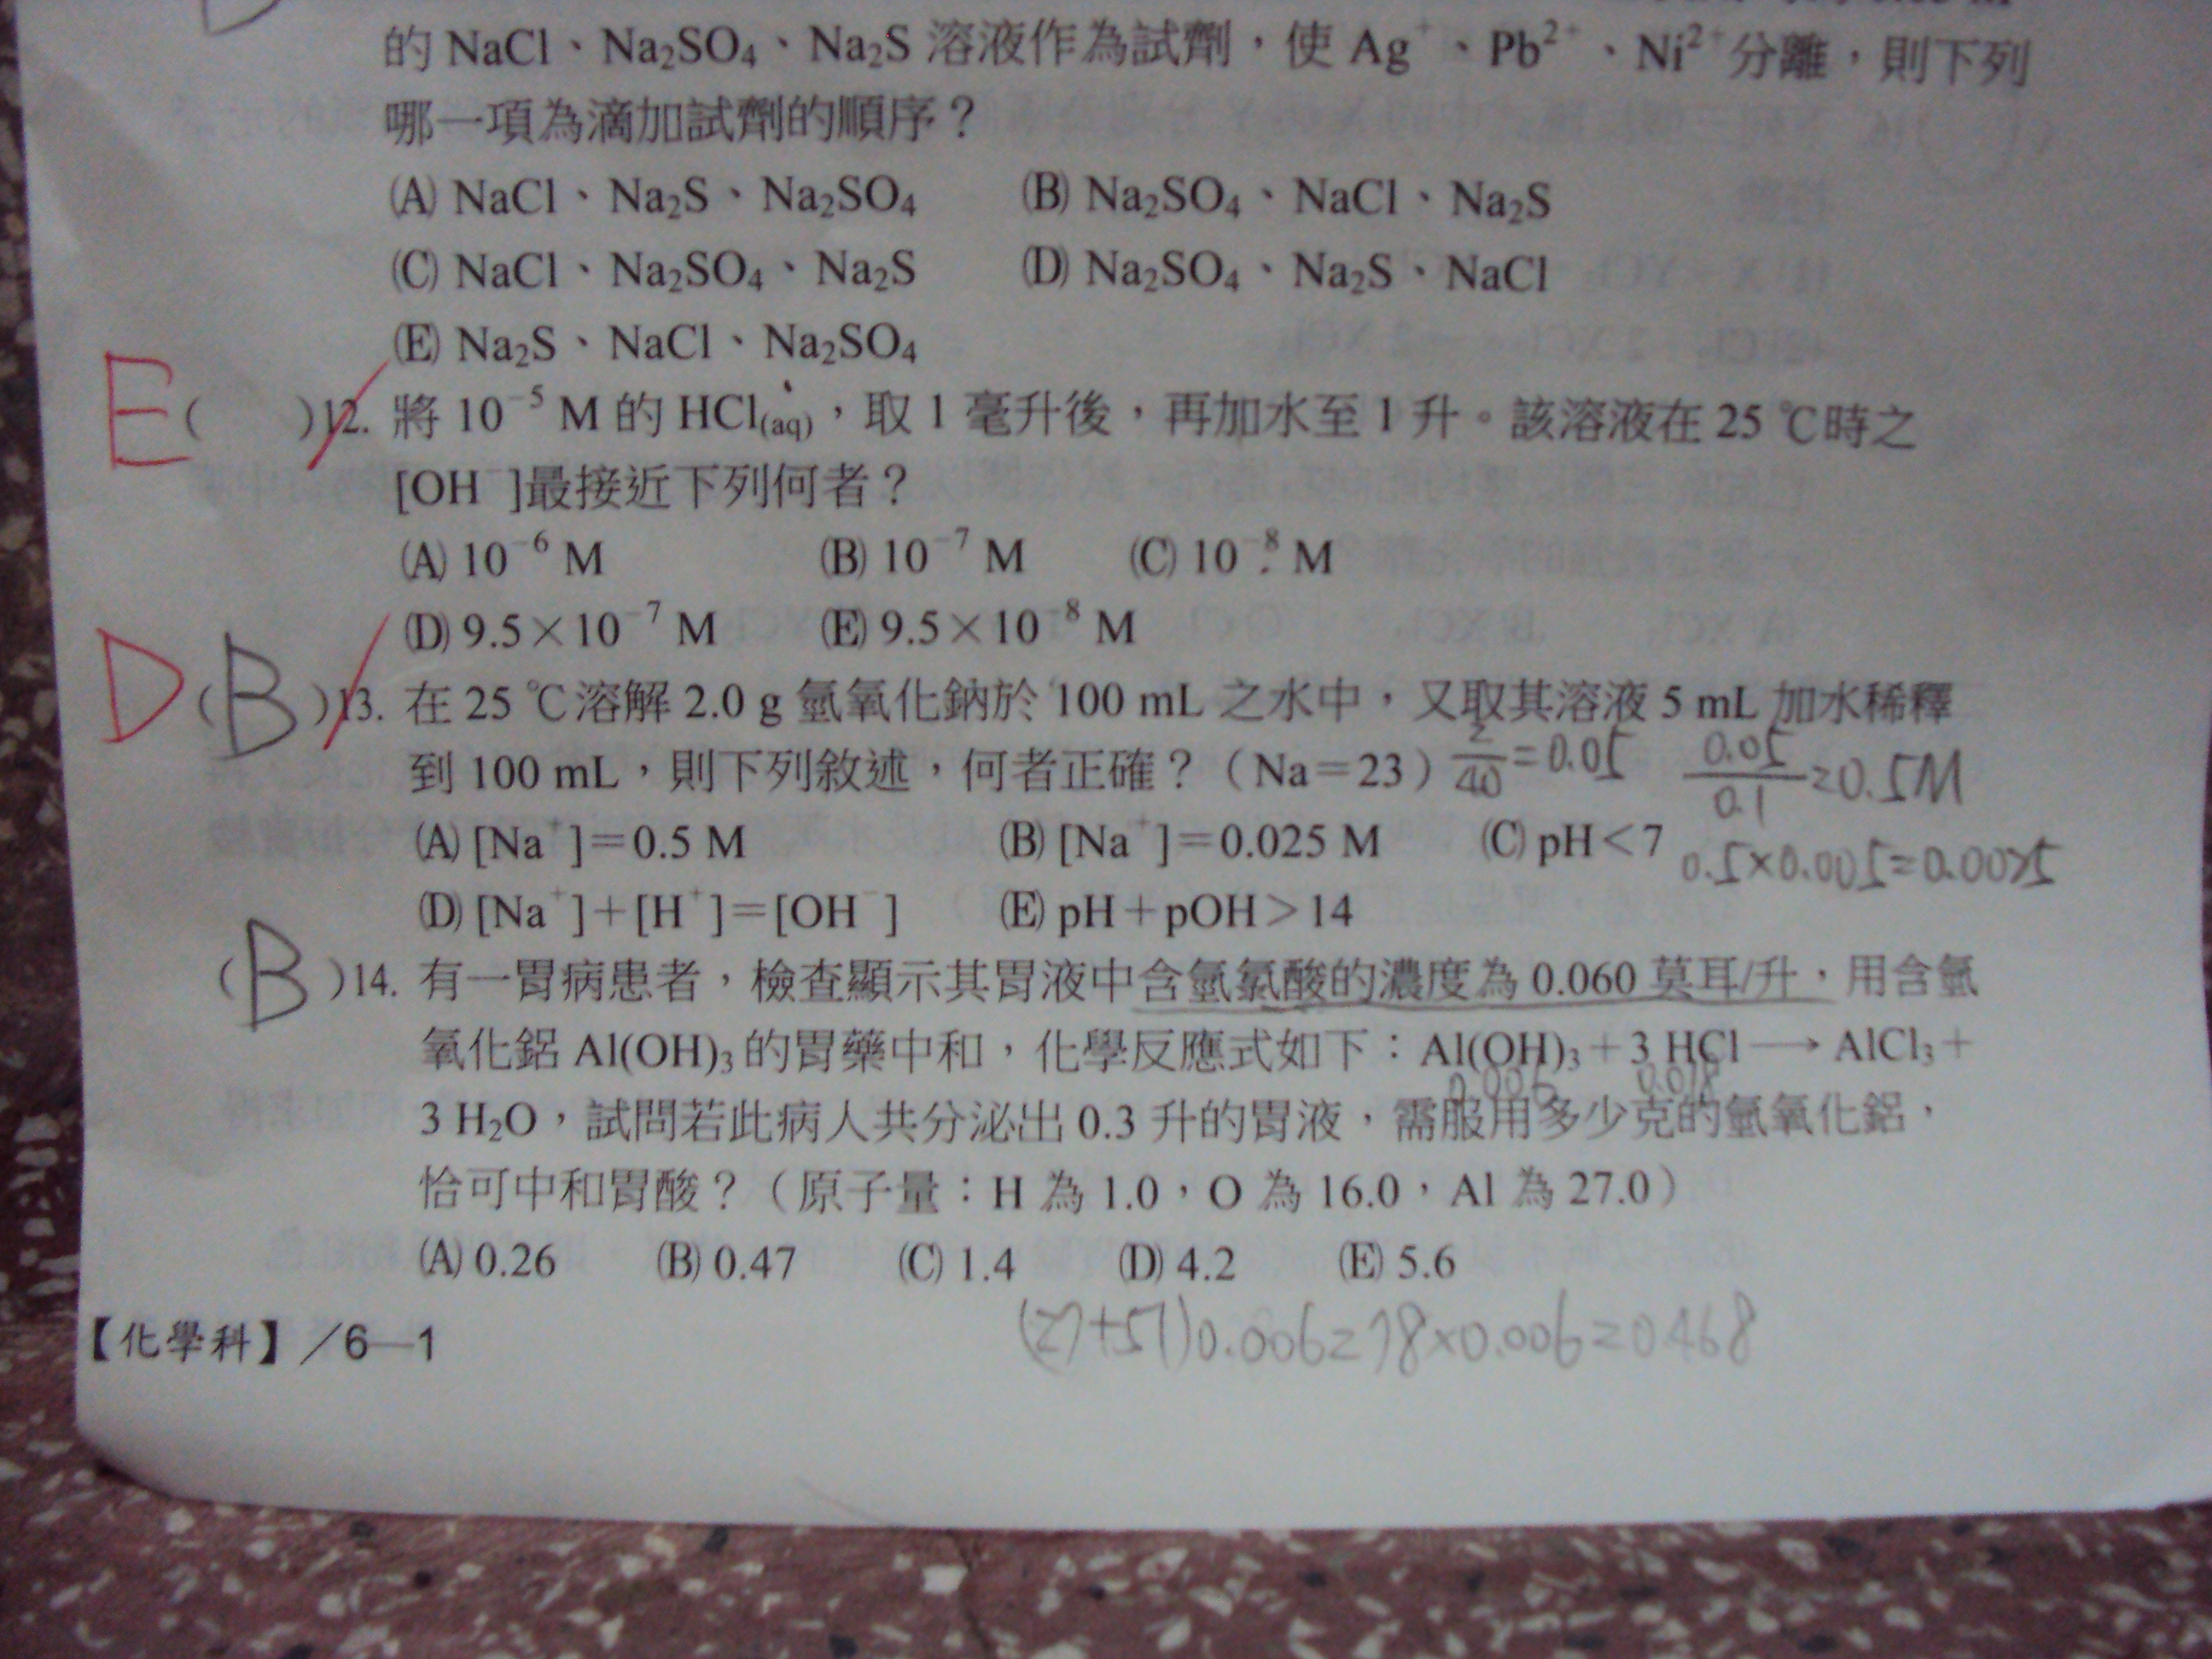 的 NaCl、Na₂SO₄、Na₂S 溶液作為試劑，使 Ag⁺、Pb²⁺、Ni²⁺分離，則下列
哪一項為滴加試劑的順序？
(A) NaCl、Na₂S、Na₂SO₄ (B) Na₂SO₄、NaCl、Na₂S
(C) NaCl、Na₂SO₄、Na₂S (D) Na₂SO₄、Na₂S、NaCl
(E) Na₂S、NaCl、Na₂SO₄
E ( )12. 將 10⁻⁵ M 的 HCl(aq)，取 1 毫升後，再加水至 1 升。該溶液在 25 ℃時之
[OH⁻]最接近下列何者？
(A) 10⁻⁶ M (B) 10⁻⁷ M (C) 10⁻⁸ M
(D) 9.5×10⁻⁷ M (E) 9.5×10⁻⁸ M
D ( B )13. 在 25 ℃溶解 2.0 g 氫氧化鈉於 100 mL 之水中，又取其溶液 5 mL 加水稀釋
到 100 mL，則下列敘述，何者正確？（Na＝23） 2/40=0.05 0.05/0.1=0.5M
(A) [Na⁺]＝0.5 M (B) [Na⁺]＝0.025 M (C) pH＜7 0.5×0.005=0.0025
(D) [Na⁺]＋[H⁺]＝[OH⁻] (E) pH＋pOH＞14
( B )14. 有一胃病患者，檢查顯示其胃液中含氫氯酸的濃度為 0.060 莫耳/升，用含氫
氧化鋁 Al(OH)₃ 的胃藥中和，化學反應式如下：Al(OH)₃＋3 HCl ⟶ AlCl₃＋
0.006 0.018
3 H₂O，試問若此病人共分泌出 0.3 升的胃液，需服用多少克的氫氧化鋁，
恰可中和胃酸？（原子量：H 為 1.0，O 為 16.0，Al 為 27.0）
(A) 0.26 (B) 0.47 (C) 1.4 (D) 4.2 (E) 5.6
(27+51)0.006=78×0.006=0.468
【化學科】／6—1